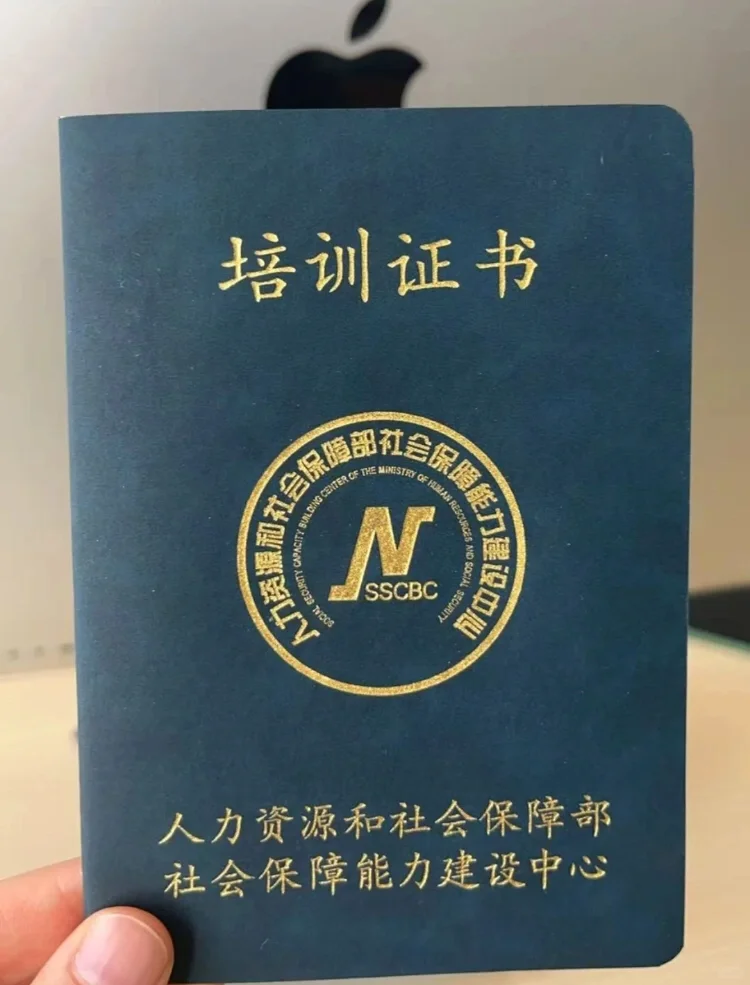 培训证书
人力资源和社会保障部社会保障能力建设中心
SOCIAL SECURITY CAPACITY BUILDING CENTER OF THE MINISTRY OF HUMAN RESOURCES AND SOCIAL SECURITY
SSCBC
人力资源和社会保障部
社会保障能力建设中心